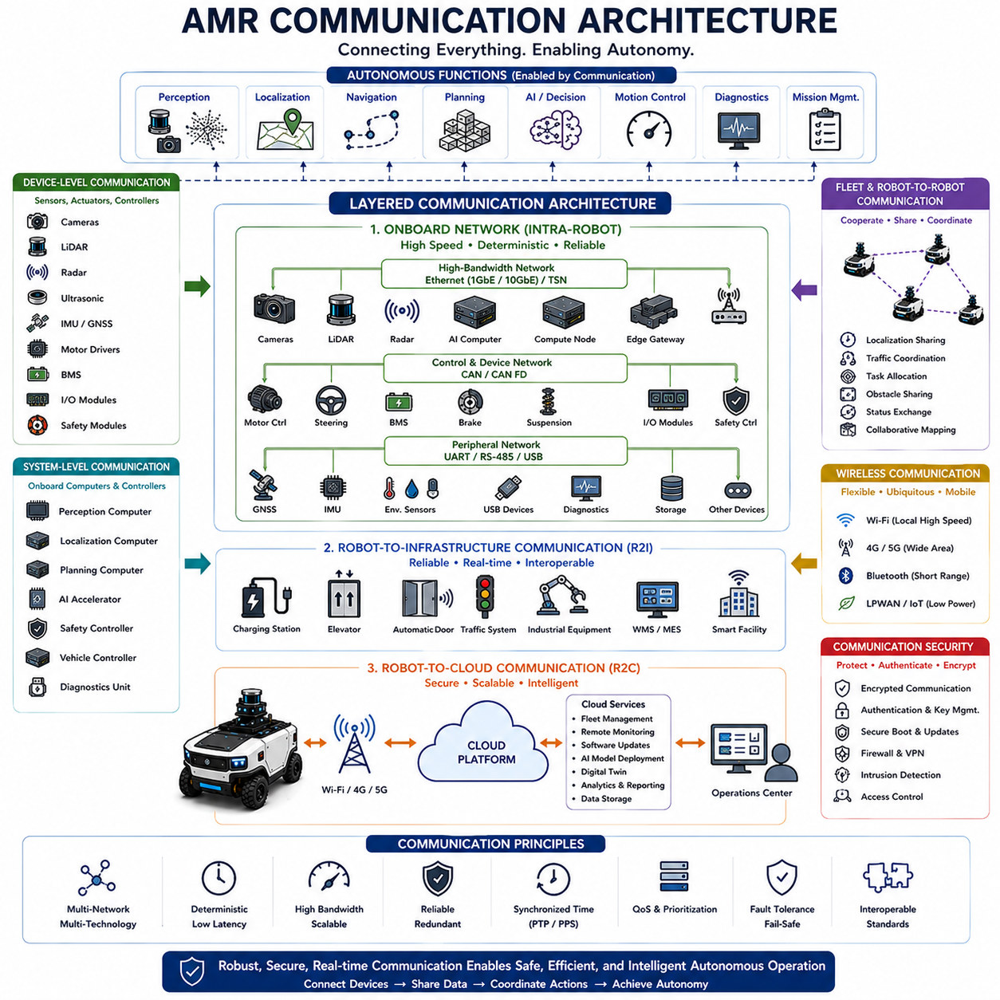 AMR COMMUNICATION ARCHITECTURE
Connecting Everything. Enabling Autonomy.
AUTONOMOUS FUNCTIONS (Enabled by Communication)
Perception
Localization
Navigation
Planning
AI / Decision
Motion Control
Diagnostics
Mission Mgmt.
DEVICE-LEVEL COMMUNICATION
Sensors, Actuators, Controllers
Cameras
LiDAR
Radar
Ultrasonic
IMU / GNSS
Motor Drivers
BMS
I/O Modules
Safety Modules
SYSTEM-LEVEL COMMUNICATION
Onboard Computers & Controllers
Perception Computer
Localization Computer
Planning Computer
AI Accelerator
Safety Controller
Vehicle Controller
Diagnostics Unit
LAYERED COMMUNICATION ARCHITECTURE
1. ONBOARD NETWORK (INTRA-ROBOT)
High Speed • Deterministic • Reliable
High-Bandwidth Network
Ethernet (1GbE / 10GbE) / TSN
Cameras
LiDAR
Radar
AI Computer
Compute Node
Edge Gateway
Control & Device Network
CAN / CAN FD
Motor Ctrl
Steering
BMS
Brake
Suspension
I/O Modules
Safety Ctrl
Peripheral Network
UART / RS-485 / USB
GNSS
IMU
Env. Sensors
USB Devices
Diagnostics
Storage
Other Devices
2. ROBOT-TO-INFRASTRUCTURE COMMUNICATION (R2I)
Reliable • Real-time • Interoperable
Charging Station
Elevator
Automatic Door
Traffic System
Industrial Equipment
WMS / MES
Smart Facility
3. ROBOT-TO-CLOUD COMMUNICATION (R2C)
Secure • Scalable • Intelligent
Wi-Fi / 4G / 5G
CLOUD
PLATFORM
Cloud Services
• Fleet Management
• Remote Monitoring
• Software Updates
• AI Model Deployment
• Digital Twin
• Analytics & Reporting
• Data Storage
Operations Center
FLEET & ROBOT-TO-ROBOT
COMMUNICATION
Cooperate • Share • Coordinate
Localization Sharing
Traffic Coordination
Task Allocation
Obstacle Sharing
Status Exchange
Collaborative Mapping
WIRELESS COMMUNICATION
Flexible • Ubiquitous • Mobile
Wi-Fi (Local High Speed)
4G / 5G (Wide Area)
Bluetooth (Short Range)
LPWAN / IoT (Low Power)
COMMUNICATION SECURITY
Protect • Authenticate • Encrypt
Encrypted Communication
Authentication & Key Mgmt.
Secure Boot & Updates
Firewall & VPN
Intrusion Detection
Access Control
COMMUNICATION PRINCIPLES
Multi-Network
Multi-Technology
Deterministic
Low Latency
High Bandwidth
Scalable
Reliable
Redundant
Synchronized Time
(PTP / PPS)
QoS & Prioritization
Fault Tolerance
Fail-Safe
Interoperable
Standards
Robust, Secure, Real-time Communication Enables Safe, Efficient, and Intelligent Autonomous Operation
Connect Devices → Share Data → Coordinate Actions → Achieve Autonomy